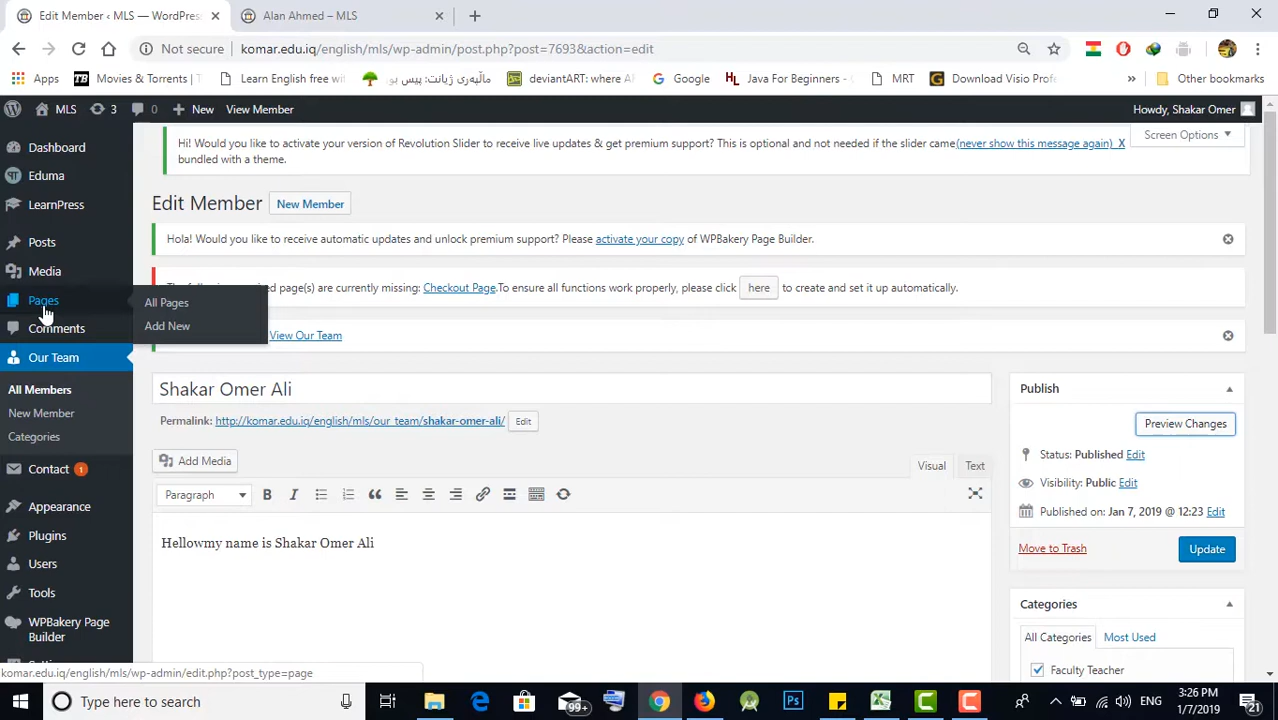 Edit Member ‹ MLS — WordPress
Alan Ahmed – MLS
Not secure
komar.edu.iq/english/mls/wp-admin/post.php?post=7693&action=edit
Apps
Movies & Torrents |
Learn English free wi
ماڵپەری ژیانت: پیس بو
deviantART: where A
Google
Java For Beginners -
MRT
Download Visio Profe
»
Other bookmarks
MLS
3
0
New
View Member
Howdy, Shakar Omer
Dashboard
Eduma
LearnPress
Posts
Media
Pages
All Pages
Add New
Comments
Our Team
All Members
New Member
Categories
Contact 1
Appearance
Plugins
Users
Tools
WPBakery Page
Builder
Screen Options
Hi! Would you like to activate your version of Revolution Slider to receive live updates & get premium support? This is optional and not needed if the slider came(never show this message again) X
bundled with a theme.
Edit Member
New Member
Hola! Would you like to receive automatic updates and unlock premium support? Please activate your copy of WPBakery Page Builder.
page(s) are currently missing: Checkout Page.To ensure all functions work properly, please click here to create and set it up automatically.
View Our Team
Shakar Omer Ali
Permalink: http://komar.edu.iq/english/mls/our_team/shakar-omer-ali/ Edit
Add Media
Visual
Text
Paragraph
B
I
Hellowmy name is Shakar Omer Ali
Publish
Preview Changes
Status: Published Edit
Visibility: Public Edit
Published on: Jan 7, 2019 @ 12:23 Edit
Move to Trash
Update
Categories
All Categories
Most Used
Faculty Teacher
komar.edu.iq/english/mls/wp-admin/edit.php?post_type=page
Type here to search
99+
Ps
ENG
3:26 PM
1/7/2019
21